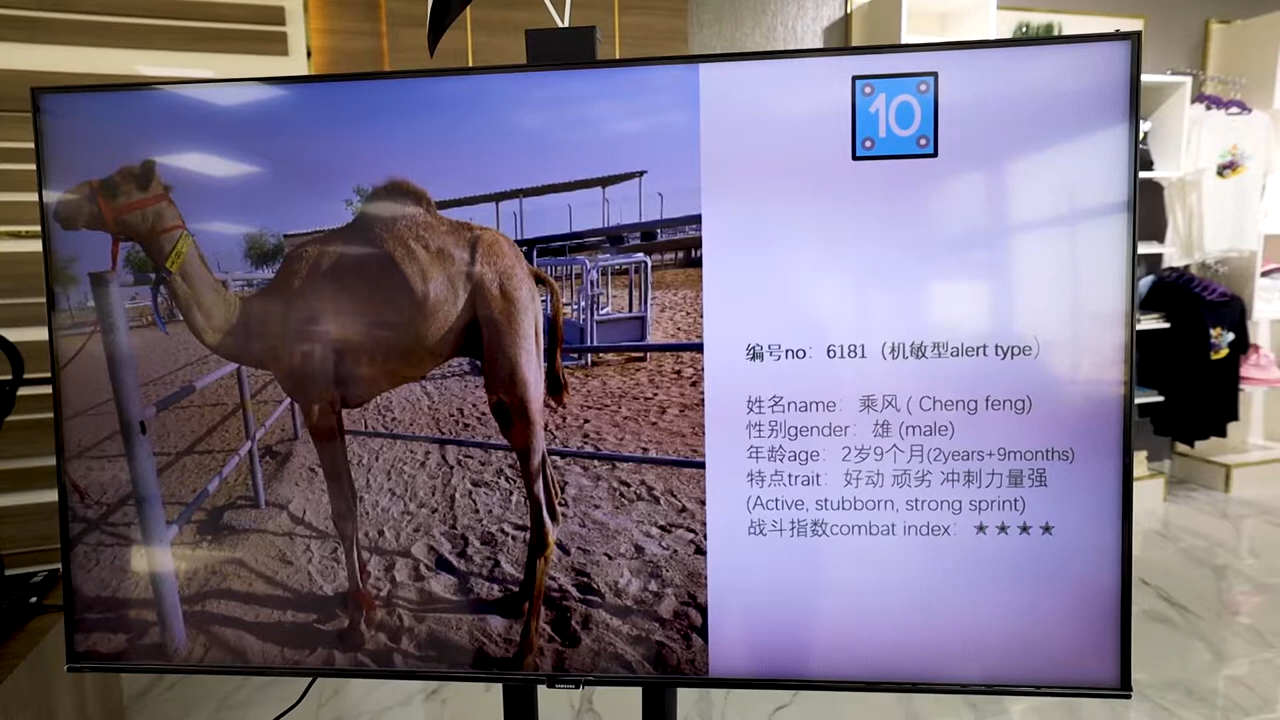 10
编号no：6181（机敏型alert type）
姓名name：乘风 ( Cheng feng)
性别gender：雄 (male)
年龄age：2岁9个月(2years+9months)
特点trait：好动 顽劣 冲刺力量强
(Active, stubborn, strong sprint)
战斗指数combat index：★★★★
SAMSUNG